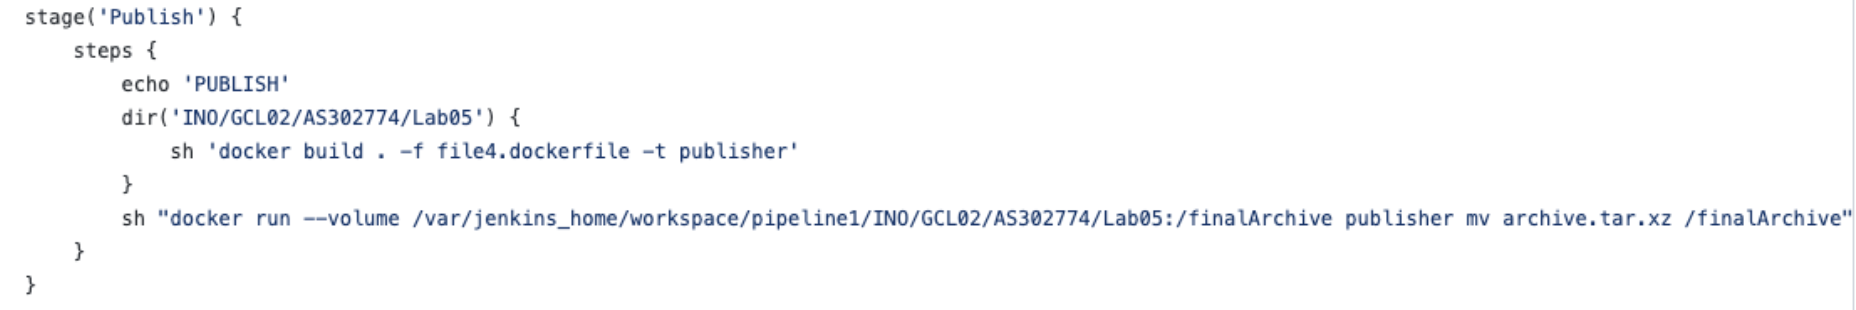 stage('Publish') {
    steps {
        echo 'PUBLISH'
        dir('INO/GCL02/AS302774/Lab05') {
            sh 'docker build . -f file4.dockerfile -t publisher'
        }
        sh "docker run --volume /var/jenkins_home/workspace/pipeline1/INO/GCL02/AS302774/Lab05:/finalArchive publisher mv archive.tar.xz /finalArchive"
    }
}